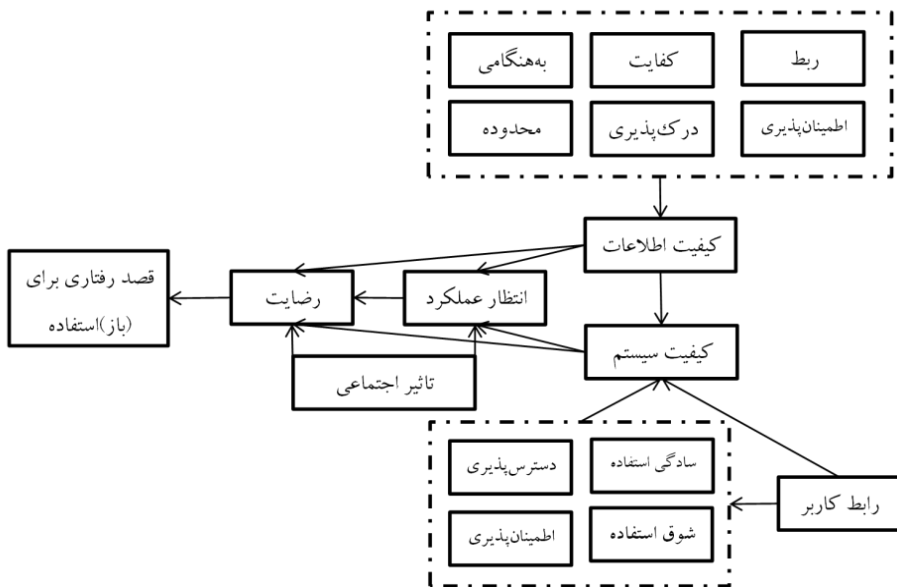 ربط
کفایت
به‌هنگامی
اطمینان‌پذیری
درک‌پذیری
محدوده
کیفیت اطلاعات
قصد رفتاری برای
(باز)استفاده
رضایت
انتظار عملکرد
کیفیت سیستم
تاثیر اجتماعی
سادگی استفاده
دسترس‌پذیری
رابط کاربر
شوق استفاده
اطمینان‌پذیری